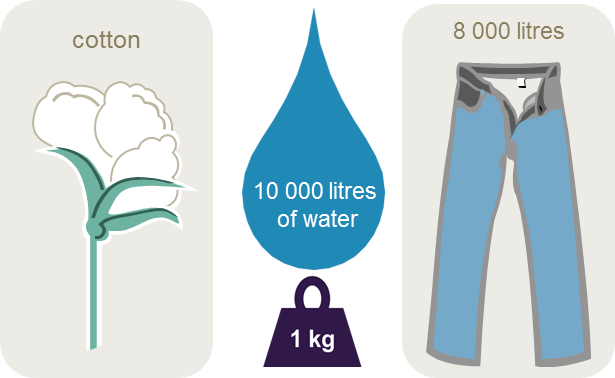 cotton
10 000 litres
of water
1 kg
8 000 litres